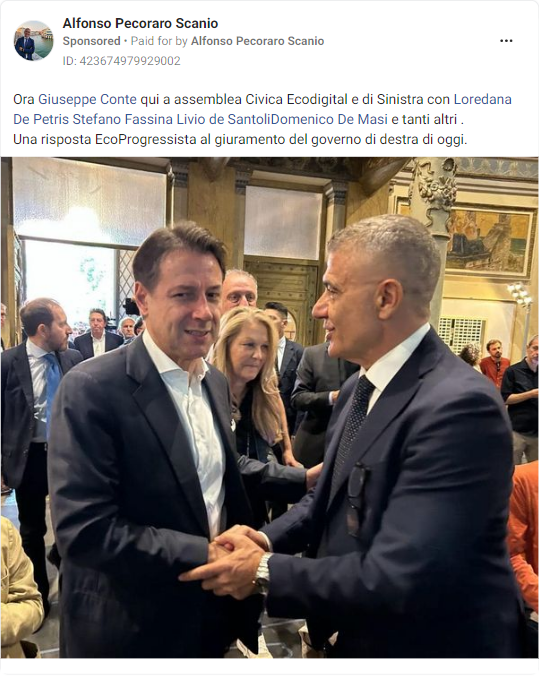 Alfonso Pecoraro Scanio
Sponsored • Paid for by Alfonso Pecoraro Scanio
ID: 423674979929002
Ora Giuseppe Conte qui a assemblea Civica Ecodigital e di Sinistra con Loredana
De Petris Stefano Fassina Livio de SantoliDomenico De Masi e tanti altri .
Una risposta EcoProgressista al giuramento del governo di destra di oggi.